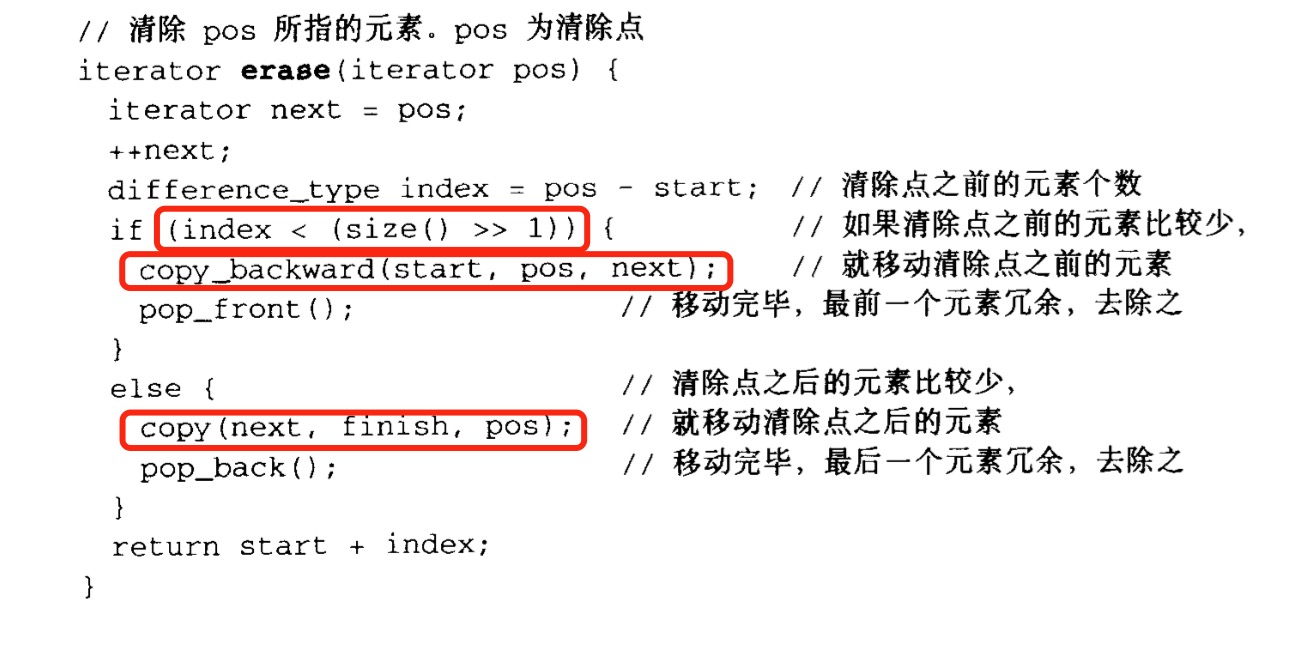 // 清除 pos 所指的元素。pos 为清除点
iterator erase(iterator pos) {
iterator next = pos;
++next;
difference_type index = pos - start; // 清除点之前的元素个数
if (index < (size() >> 1)) { // 如果清除点之前的元素比较少，
copy_backward(start, pos, next); // 就移动清除点之前的元素
pop_front(); // 移动完毕，最前一个元素冗余，去除之
}
else { // 清除点之后的元素比较少，
copy(next, finish, pos); // 就移动清除点之后的元素
pop_back(); // 移动完毕，最后一个元素冗余，去除之
}
return start + index;
}